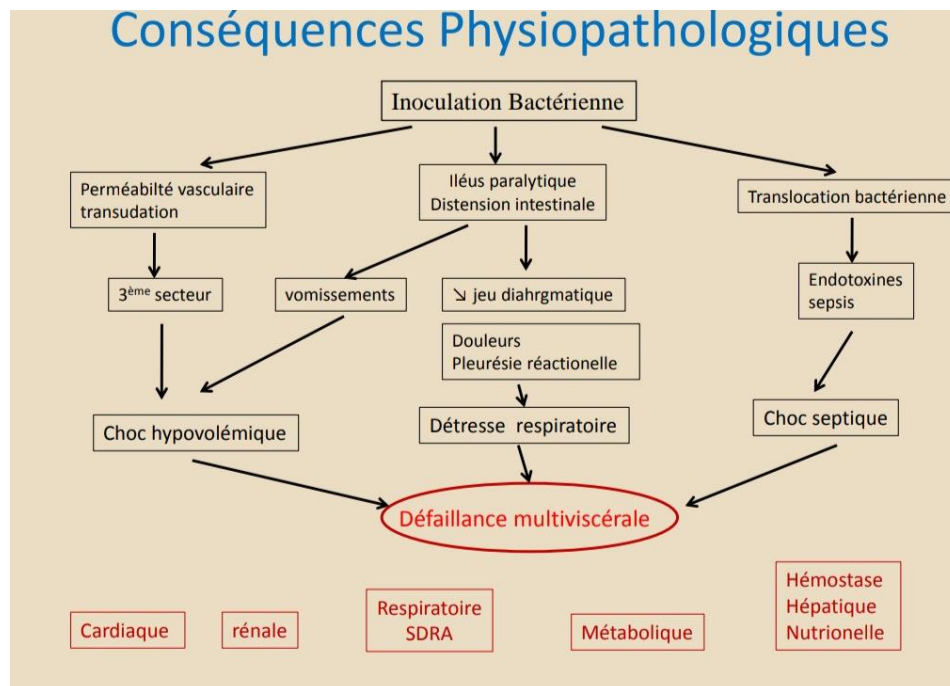 Conséquences Physiopathologiques
Inoculation Bactérienne
Perméabilté vasculaire
transudation
Iléus paralytique
Distension intestinale
Translocation bactérienne
3ème secteur
vomissements
↘ jeu diahrgmatique
Endotoxines
sepsis
Douleurs
Pleurésie réactionelle
Choc hypovolémique
Détresse respiratoire
Choc septique
Défaillance multiviscérale
Cardiaque
rénale
Respiratoire
SDRA
Métabolique
Hémostase
Hépatique
Nutrionelle